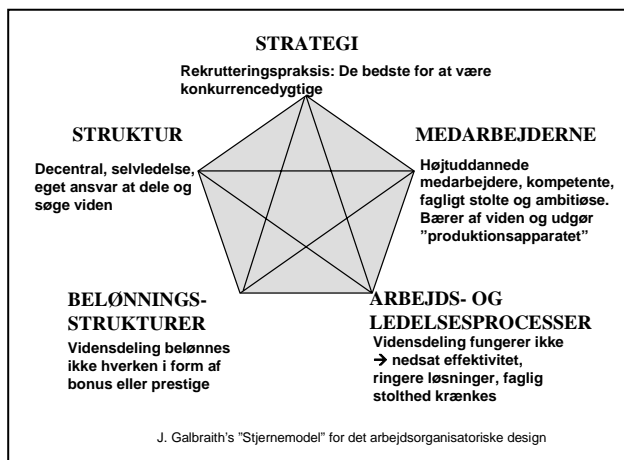 STRATEGI
Rekrutteringspraksis: De bedste for at være
konkurrencedygtige
STRUKTUR
Decentral, selvledelse,
eget ansvar at dele og
søge viden
MEDARBEJDERNE
Højtuddannede
medarbejdere, kompetente,
fagligt stolte og ambitiøse.
Bærer af viden og udgør
”produktionsapparatet”
BELØNNINGS-
STRUKTURER
Vidensdeling belønnes
ikke hverken i form af
bonus eller prestige
ARBEJDS- OG
LEDELSESPROCESSER
Vidensdeling fungerer ikke
→ nedsat effektivitet,
ringere løsninger, faglig
stolthed krænkes
J. Galbraith's ”Stjernemodel” for det arbejdsorganisatoriske design